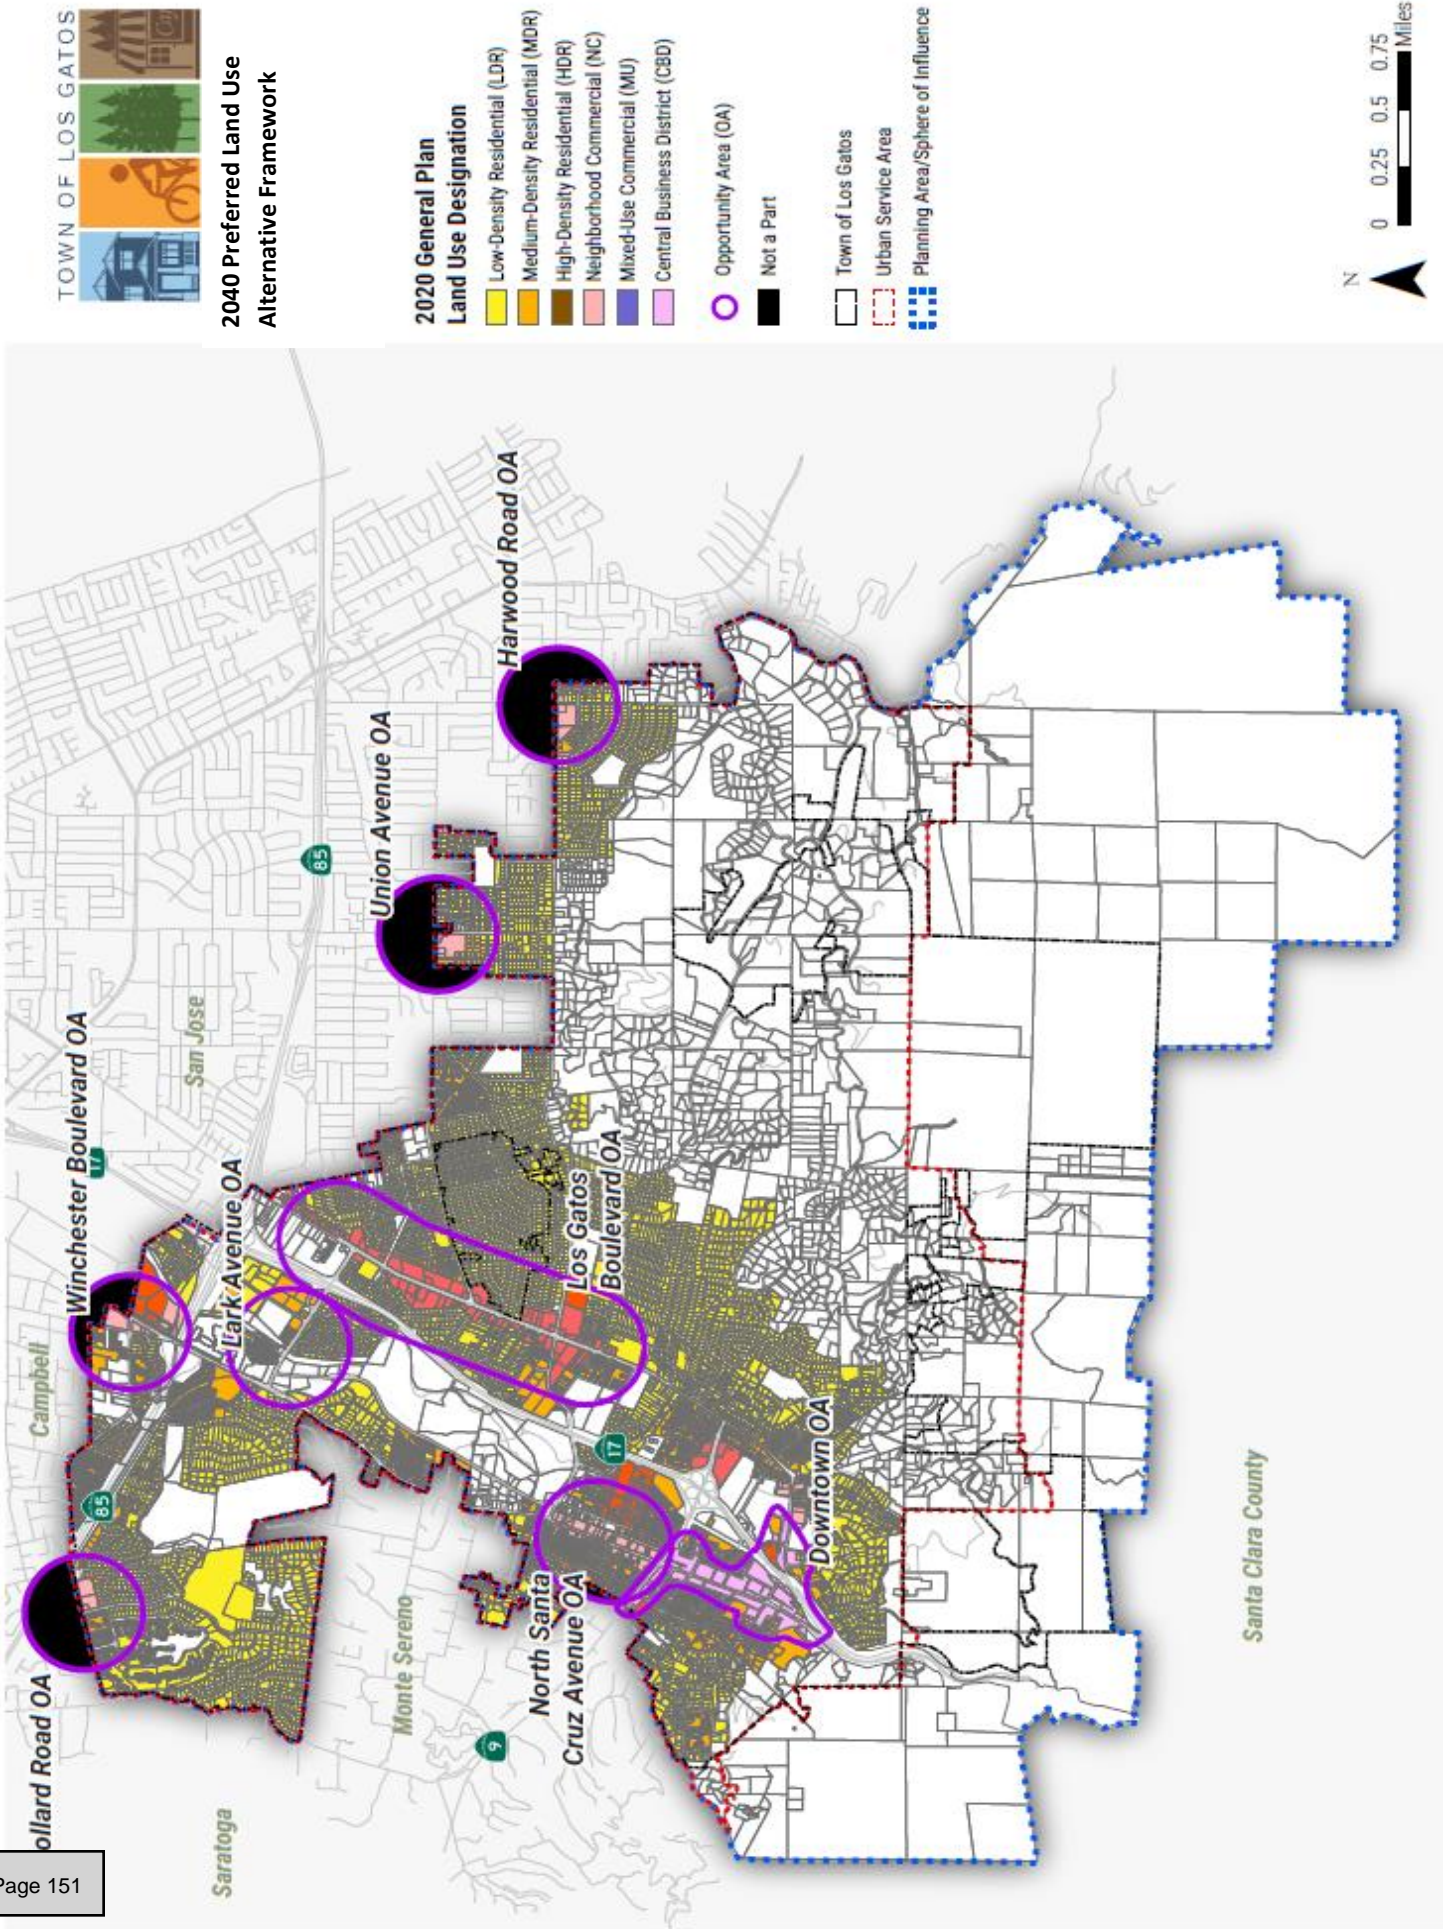 TOWN OF LOS GATOS
2040 Preferred Land Use
Alternative Framework
2020 General Plan
Land Use Designation
Low-Density Residential (LDR)
Medium-Density Residential (MDR)
High-Density Residential (HDR)
Neighborhood Commercial (NC)
Mixed-Use Commercial (MU)
Central Business District (CBD)
Opportunity Area (OA)
Not a Part
Town of Los Gatos
Urban Service Area
Planning Area/Sphere of Influence
N
0 0.25 0.5 0.75
Miles
ollard Road OA
Winchester Boulevard OA
Lark Avenue OA
Union Avenue OA
Harwood Road OA
Los Gatos
Boulevard OA
North Santa
Cruz Avenue OA
Downtown OA
Campbell
San Jose
Saratoga
Monte Sereno
Santa Clara County
85
17
85
17
9
Page 151